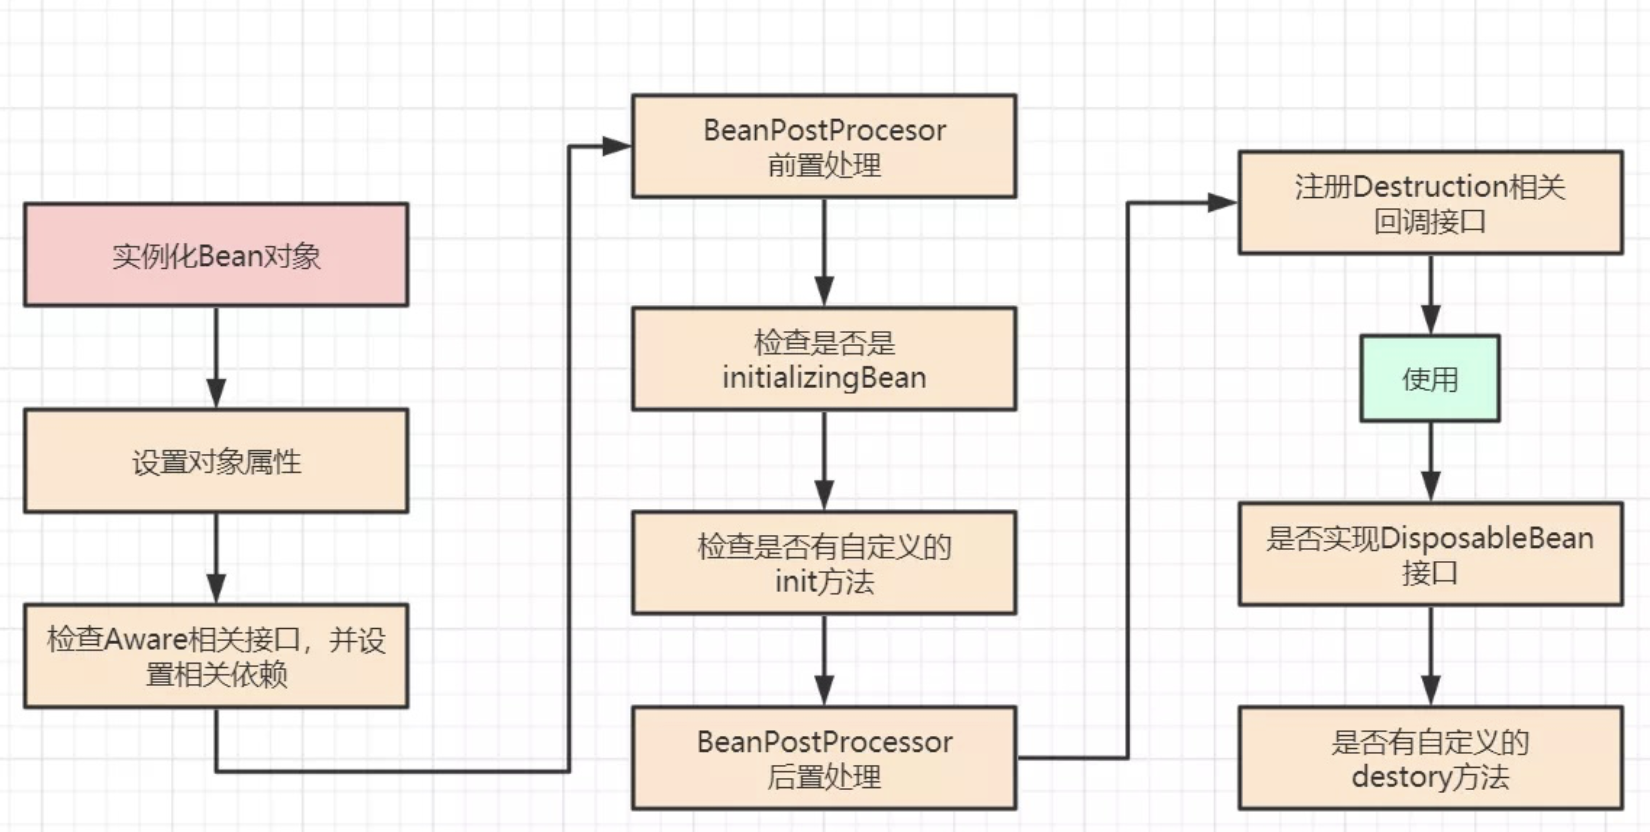 实例化Bean对象
设置对象属性
检查Aware相关接口，并设
置相关依赖
BeanPostProcesor
前置处理
检查是否是
initializingBean
检查是否有自定义的
init方法
BeanPostProcessor
后置处理
注册Destruction相关
回调接口
使用
是否实现DisposableBean
接口
是否有自定义的
destory方法